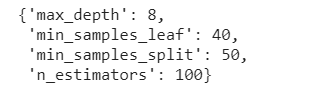 {'max_depth': 8,
'min_samples_leaf': 40,
'min_samples_split': 50,
'n_estimators': 100}